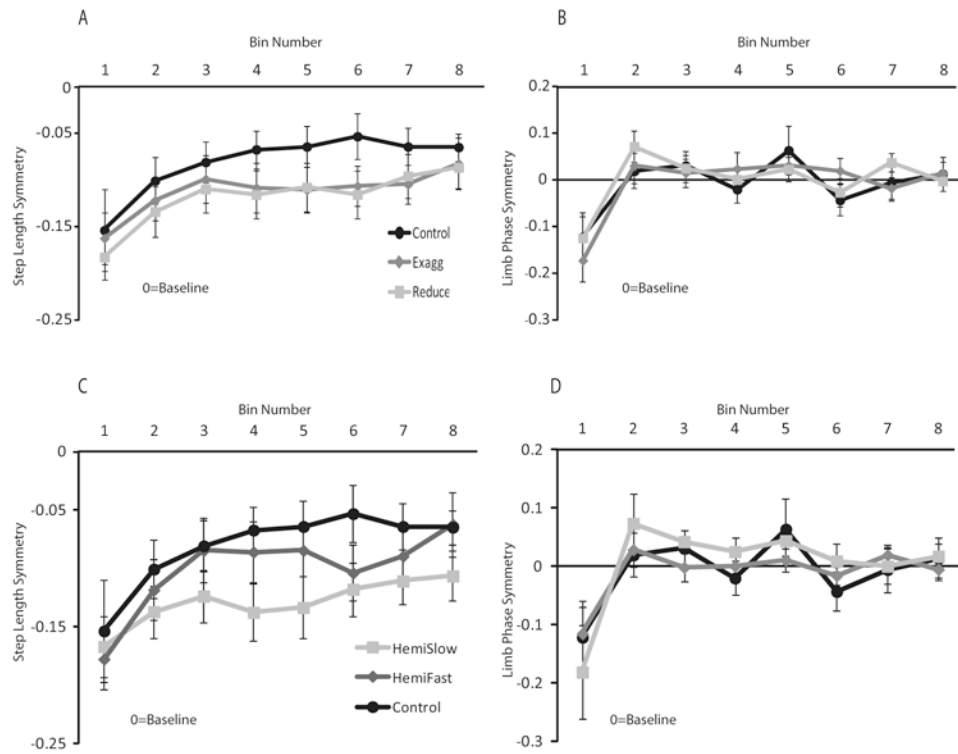 A
Bin Number
1 2 3 4 5 6 7 8
0
-0.05
-0.15
-0.25
Step Length Symmetry
Control
Exagg
Reduce
0=Baseline
B
Bin Number
1 2 3 4 5 6 7 8
0.2
0.1
0
-0.1
-0.2
-0.3
Limb Phase Symmetry
0=Baseline
C
Bin Number
1 2 3 4 5 6 7 8
0
-0.05
-0.15
-0.25
Step Length Symmetry
HemiSlow
HemiFast
Control
0=Baseline
D
Bin Number
1 2 3 4 5 6 7 8
0.2
0.1
0
-0.1
-0.2
-0.3
Limb Phase Symmetry
0=Baseline